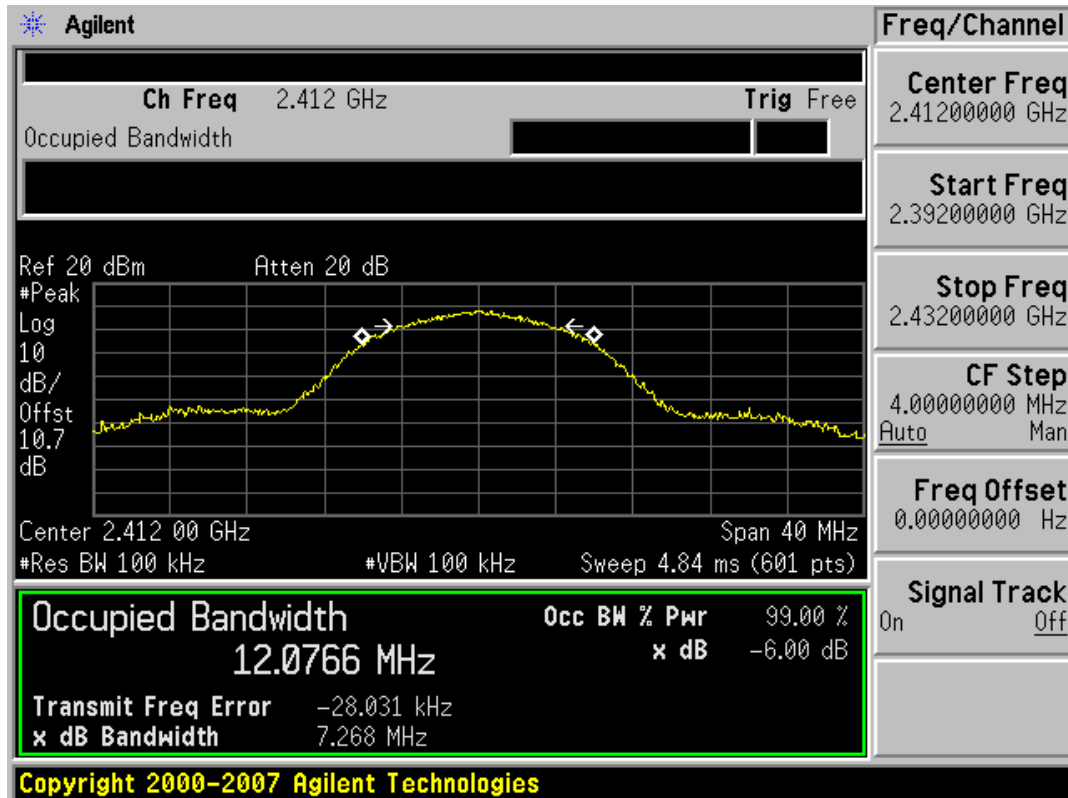 Agilent
Freq/Channel
Ch Freq 2.412 GHz Trig Free
Occupied Bandwidth
Center Freq
2.41200000 GHz
Start Freq
2.39200000 GHz
Stop Freq
2.43200000 GHz
CF Step
4.00000000 MHz
Auto Man
Freq Offset
0.00000000 Hz
Signal Track
On Off
Ref 20 dBm Atten 20 dB
#Peak
Log
10
dB/
Offst
10.7
dB
Center 2.412 00 GHz Span 40 MHz
#Res BW 100 kHz #VBW 100 kHz Sweep 4.84 ms (601 pts)
Occupied Bandwidth
12.0766 MHz
Occ BW % Pwr 99.00 %
x dB -6.00 dB
Transmit Freq Error -28.031 kHz
x dB Bandwidth 7.268 MHz
Copyright 2000-2007 Agilent Technologies